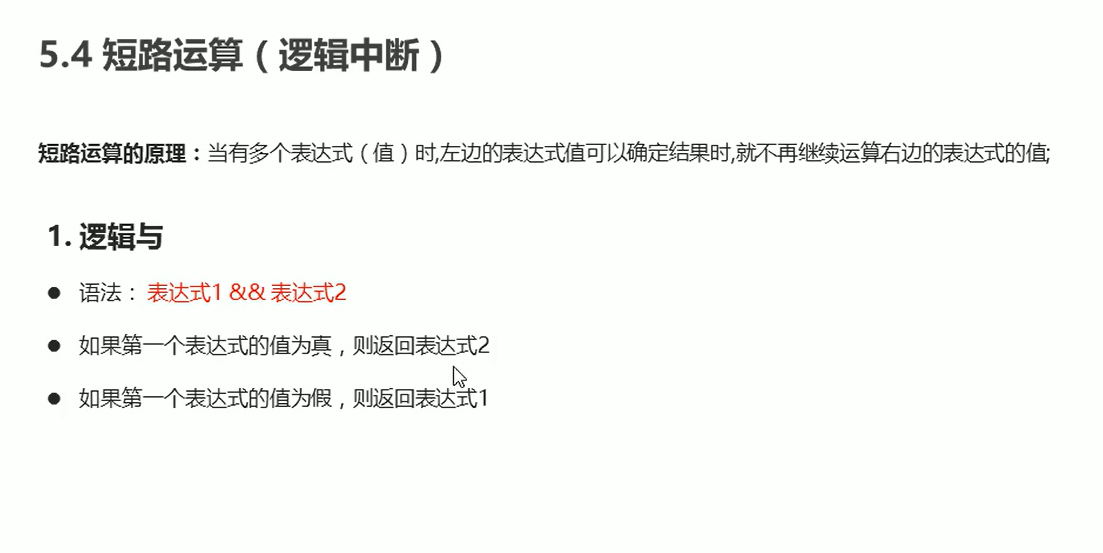 5.4 短路运算（逻辑中断）
短路运算的原理：当有多个表达式（值）时,左边的表达式值可以确定结果时,就不再继续运算右边的表达式的值;
1. 逻辑与
● 语法： 表达式1 && 表达式2
● 如果第一个表达式的值为真，则返回表达式2
● 如果第一个表达式的值为假，则返回表达式1